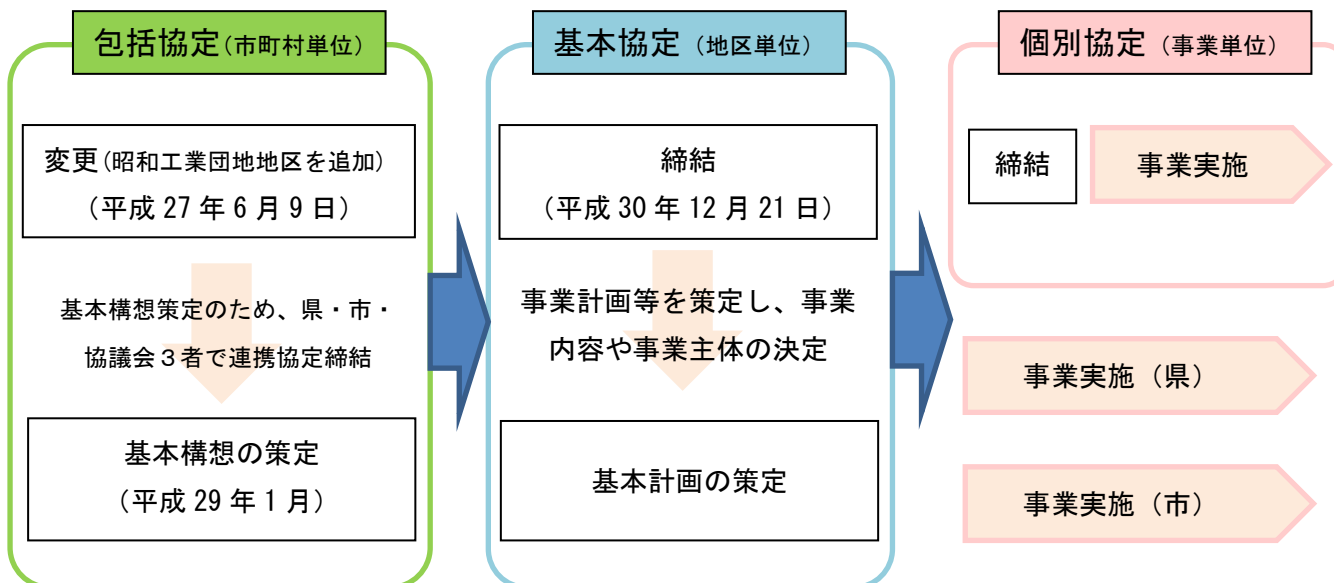 包括協定(市町村単位)
変更(昭和工業団地地区を追加)
(平成27年6月9日)
基本構想策定のため、県・市・
協議会3者で連携協定締結
基本構想の策定
(平成29年1月)
基本協定(地区単位)
締結
(平成30年12月21日)
事業計画等を策定し、事業
内容や事業主体の決定
基本計画の策定
個別協定(事業単位)
締結
事業実施
事業実施(県)
事業実施(市)